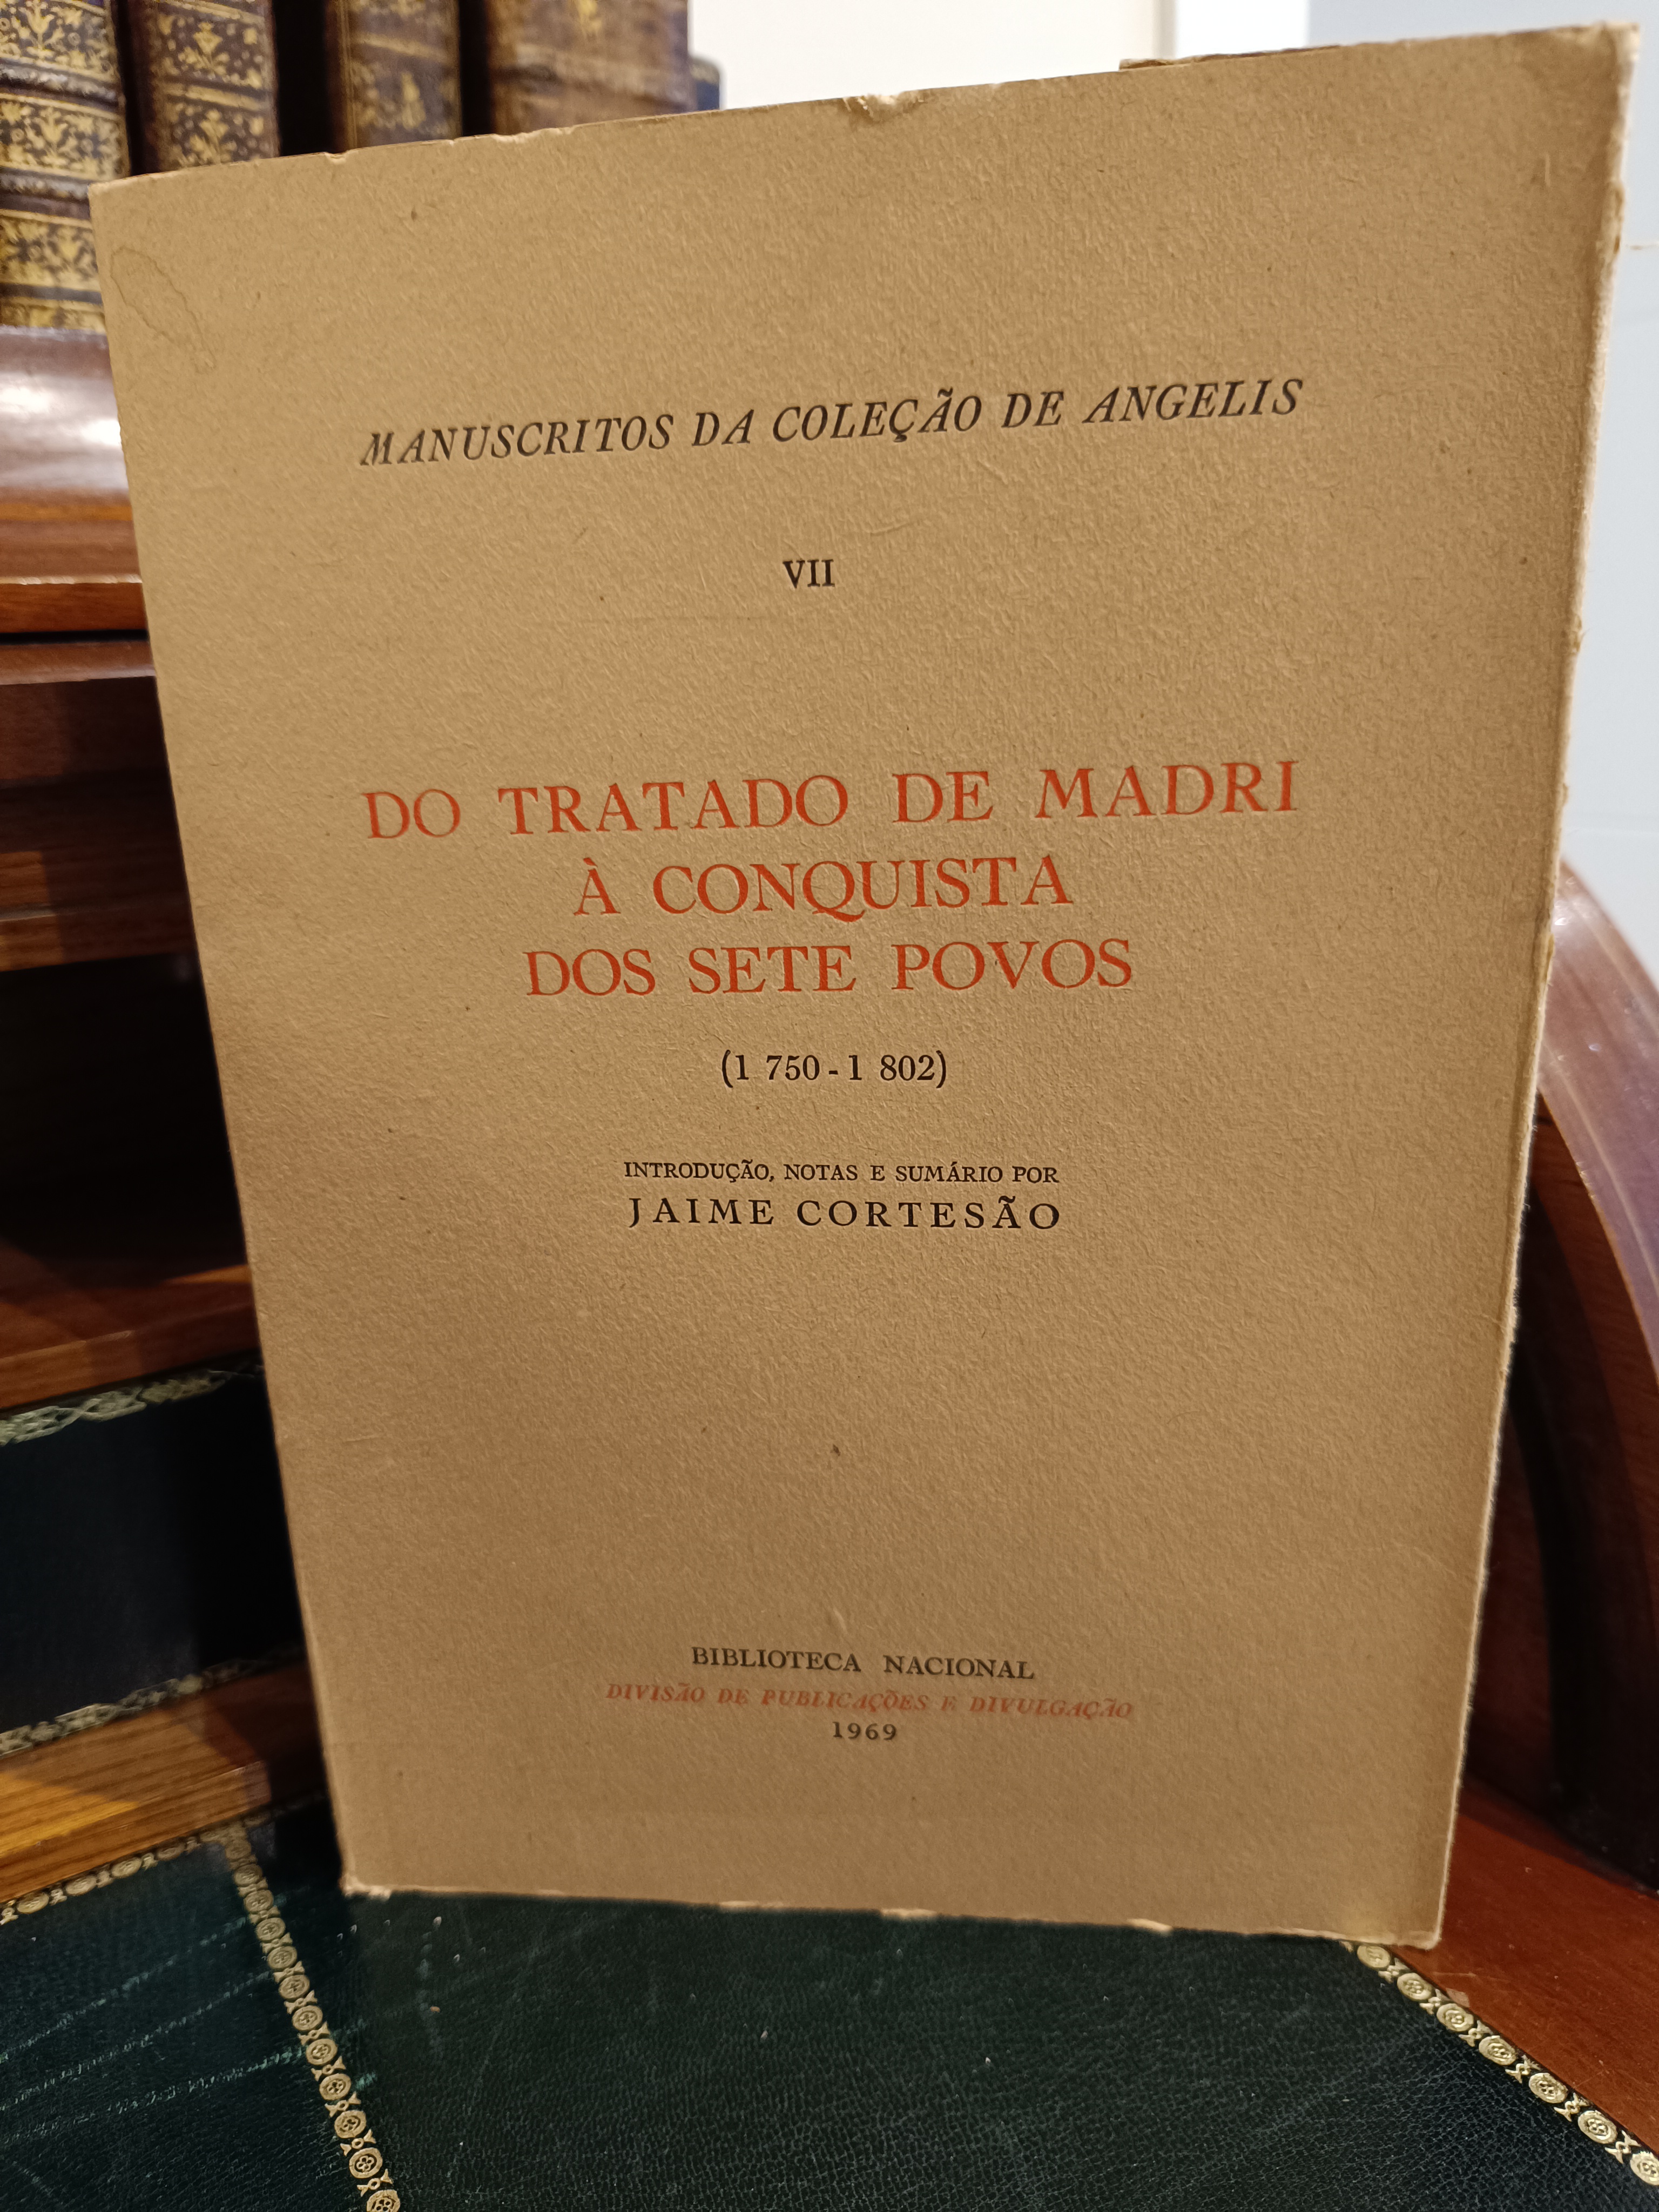 MANUSCRITOS DA COLEÇÃO DE ANGELIS
VII
DO TRATADO DE MADRI
À CONQUISTA
DOS SETE POVOS
(1 750 - 1 802)
INTRODUÇÃO, NOTAS E SUMÁRIO POR
JAIME CORTESÃO
BIBLIOTECA NACIONAL
DIVISÃO DE PUBLICAÇÕES E DIVULGAÇÃO
1969